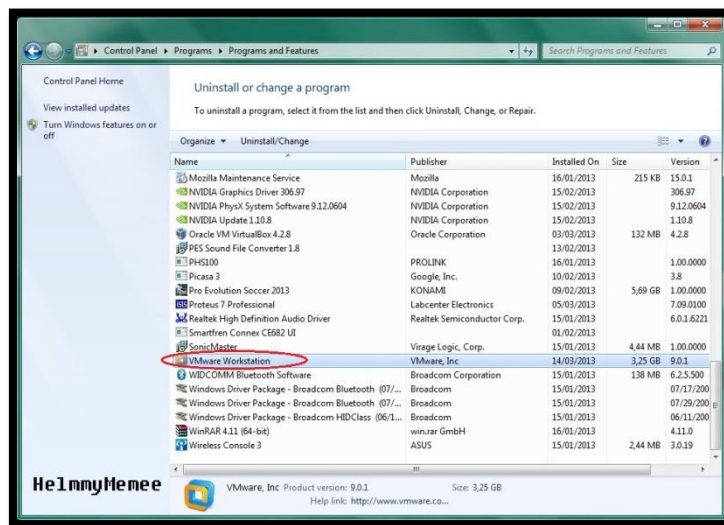 Control Panel ▸ Programs ▸ Programs and Features
Search Programs and Features
Control Panel Home
View installed updates
Turn Windows features on or off
Uninstall or change a program
To uninstall a program, select it from the list and then click Uninstall, Change, or Repair.
Organize Uninstall/Change
Name Publisher Installed On Size Version
Mozilla Maintenance Service Mozilla 16/01/2013 215 KB 15.0.1
NVIDIA Graphics Driver 306.97 NVIDIA Corporation 15/02/2013 306.97
NVIDIA PhysX System Software 9.12.0604 NVIDIA Corporation 15/02/2013 9.12.0604
NVIDIA Update 1.10.8 NVIDIA Corporation 15/02/2013 1.10.8
Oracle VM VirtualBox 4.2.8 Oracle Corporation 03/03/2013 132 MB 4.2.8
PES Sound File Converter 1.8 13/02/2013
PHS100 PROLINK 16/01/2013 1.00.0000
Picasa 3 Google, Inc. 10/02/2013 3.8
Pro Evolution Soccer 2013 KONAMI 09/02/2013 5,69 GB 1.00.0000
Proteus 7 Professional Labcenter Electronics 05/03/2013 7.09.0100
Realtek High Definition Audio Driver Realtek Semiconductor Corp. 15/01/2013 6.0.1.6221
Smartfren Connex CE682 UI 01/02/2013
SonicMaster Virage Logic, Corp. 15/01/2013 4,44 MB 1.00.0000
VMware Workstation VMware, Inc 14/03/2013 3,25 GB 9.0.1
WIDCOMM Bluetooth Software Broadcom Corporation 15/01/2013 138 MB 6.2.5.500
Windows Driver Package - Broadcom Bluetooth (07/... Broadcom 15/01/2013 07/17/200
Windows Driver Package - Broadcom Bluetooth (07/... Broadcom 15/01/2013 07/29/200
Windows Driver Package - Broadcom HIDClass (06/1... Broadcom 15/01/2013 06/11/200
WinRAR 4.11 (64-bit) win.rar GmbH 16/01/2013 4.11.0
Wireless Console 3 ASUS 15/01/2013 2,44 MB 3.0.19
HelmmyMemee
VMware, Inc Product version: 9.0.1 Size: 3,25 GB
Help link: http://www.vmware.co...